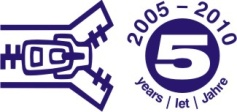 2005 – 2010
5
years | let | Jahre